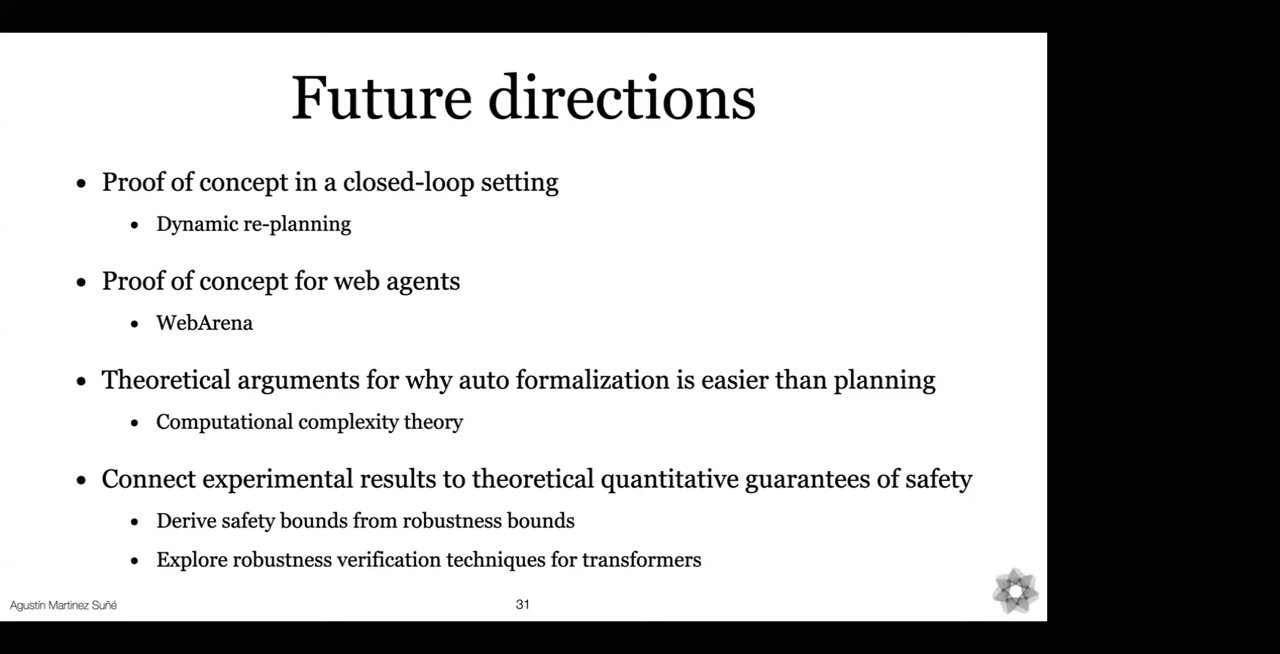 Future directions
• Proof of concept in a closed-loop setting
• Dynamic re-planning
• Proof of concept for web agents
• WebArena
• Theoretical arguments for why auto formalization is easier than planning
• Computational complexity theory
• Connect experimental results to theoretical quantitative guarantees of safety
• Derive safety bounds from robustness bounds
• Explore robustness verification techniques for transformers
Agustín Martinez Suñé
31